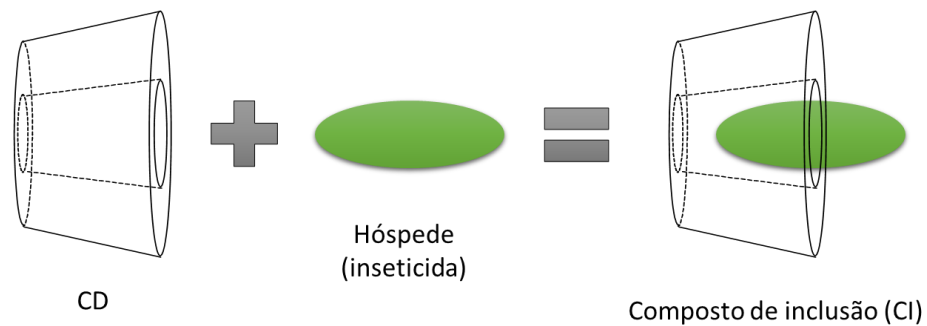 CD
Hóspede
(inseticida)
Composto de inclusão (CI)